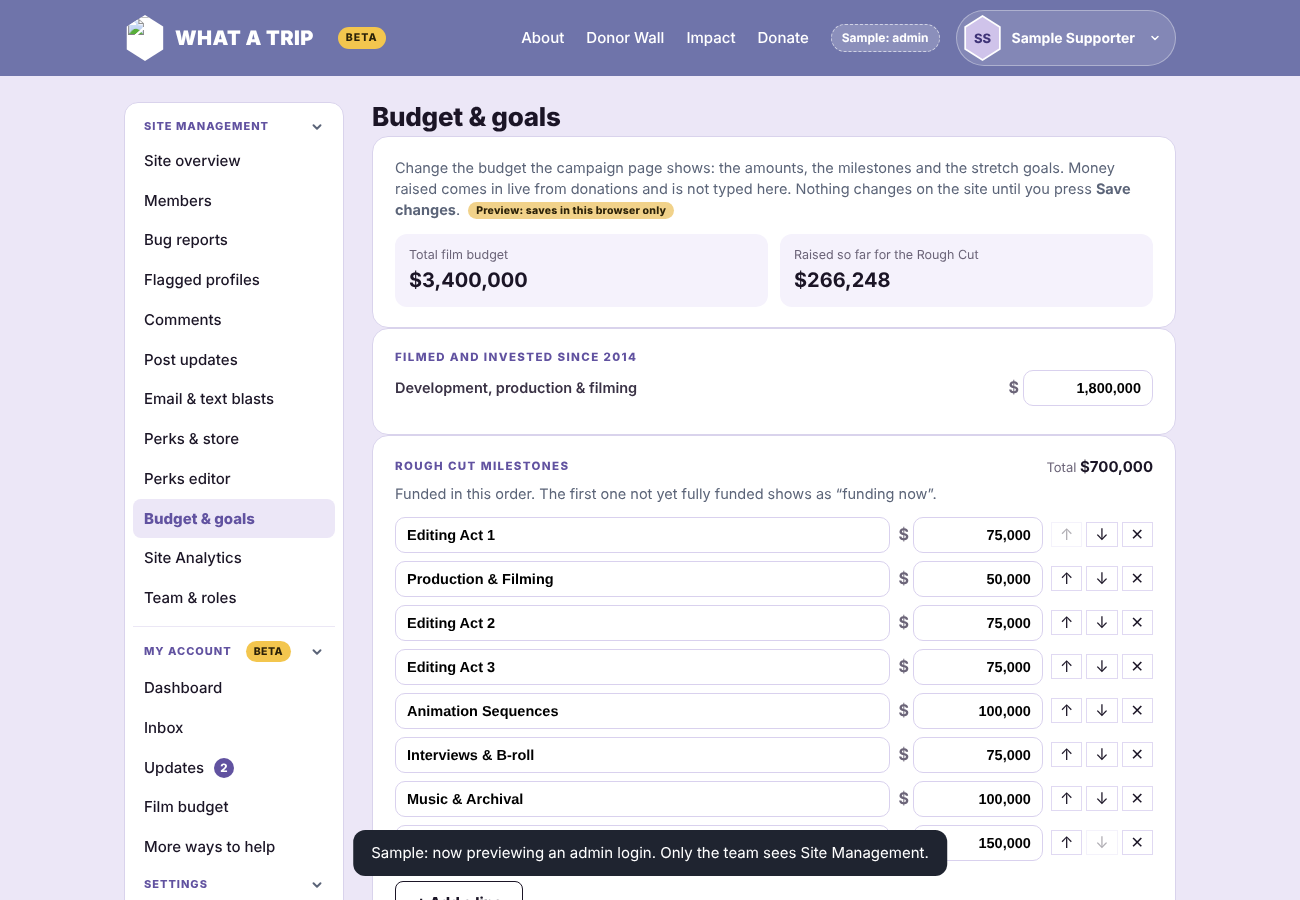 WHAT A TRIP
BETA
About
Donor Wall
Impact
Donate
Sample: admin
SS
Sample Supporter
SITE MANAGEMENT
Site overview
Members
Bug reports
Flagged profiles
Comments
Post updates
Email & text blasts
Perks & store
Perks editor
Budget & goals
Site Analytics
Team & roles
MY ACCOUNT BETA
Dashboard
Inbox
Updates 2
Film budget
More ways to help
SETTINGS
Budget & goals
Change the budget the campaign page shows: the amounts, the milestones and the stretch goals. Money
raised comes in live from donations and is not typed here. Nothing changes on the site until you press Save
changes. Preview: saves in this browser only
Total film budget
$3,400,000
Raised so far for the Rough Cut
$266,248
FILMED AND INVESTED SINCE 2014
Development, production & filming $ 1,800,000
ROUGH CUT MILESTONES Total $700,000
Funded in this order. The first one not yet fully funded shows as “funding now”.
Editing Act 1 $ 75,000 ↑ ↓ ✕
Production & Filming $ 50,000 ↑ ↓ ✕
Editing Act 2 $ 75,000 ↑ ↓ ✕
Editing Act 3 $ 75,000 ↑ ↓ ✕
Animation Sequences $ 100,000 ↑ ↓ ✕
Interviews & B-roll $ 75,000 ↑ ↓ ✕
Music & Archival $ 100,000 ↑ ↓ ✕
150,000 ↑ ↓ ✕
Sample: now previewing an admin login. Only the team sees Site Management.